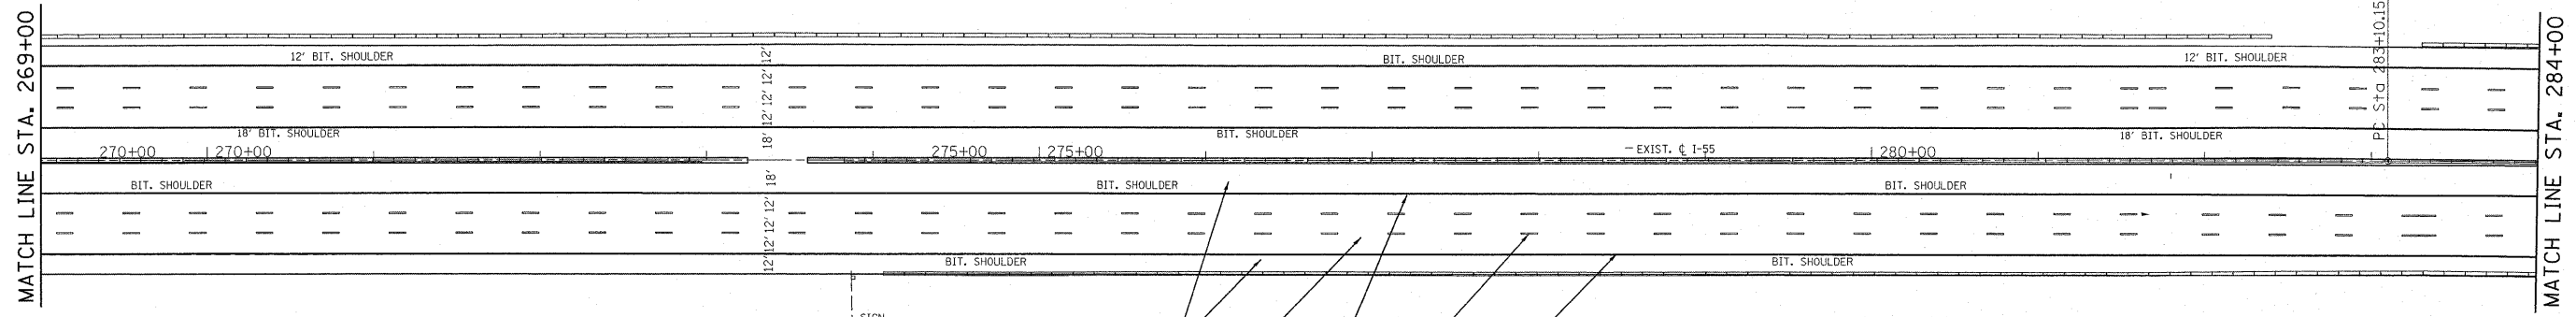 MATCH LINE STA. 269+00
12' BIT. SHOULDER
12' 12' 12' 12'
BIT. SHOULDER
12' BIT. SHOULDER
PC Sta 283+10.15
MATCH LINE STA. 284+00
18' BIT. SHOULDER
18'
BIT. SHOULDER
18' BIT. SHOULDER
270+00
270+00
275+00
275+00
EXIST. ℄ I-55
280+00
BIT. SHOULDER
18'
BIT. SHOULDER
BIT. SHOULDER
12' 12' 12' 12'
BIT. SHOULDER
BIT. SHOULDER
SIGN